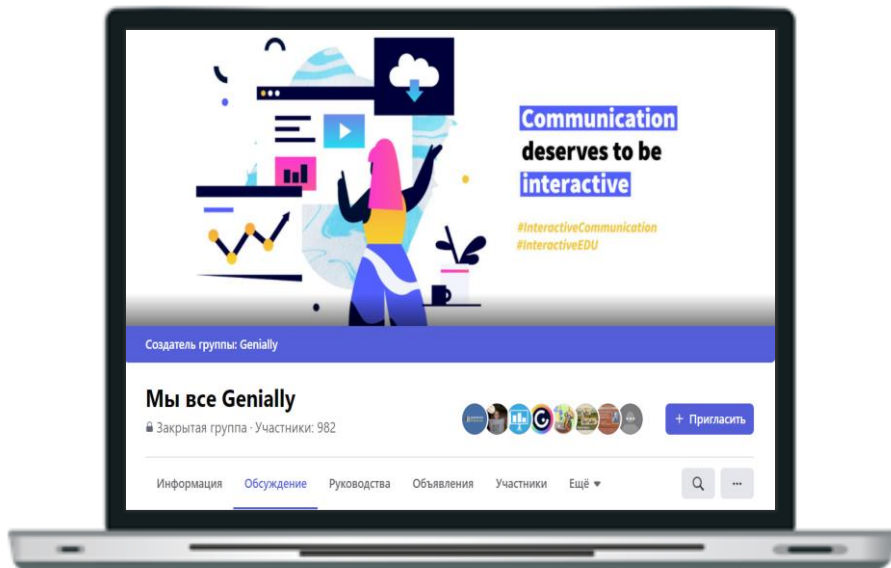 Communication
deserves to be
interactive
#InteractiveCommunication
#InteractiveEDU
Создатель группы: Genially
Мы все Genially
Закрытая группа · Участники: 982
+ Пригласить
Информация Обсуждение Руководства Объявления Участники Ещё